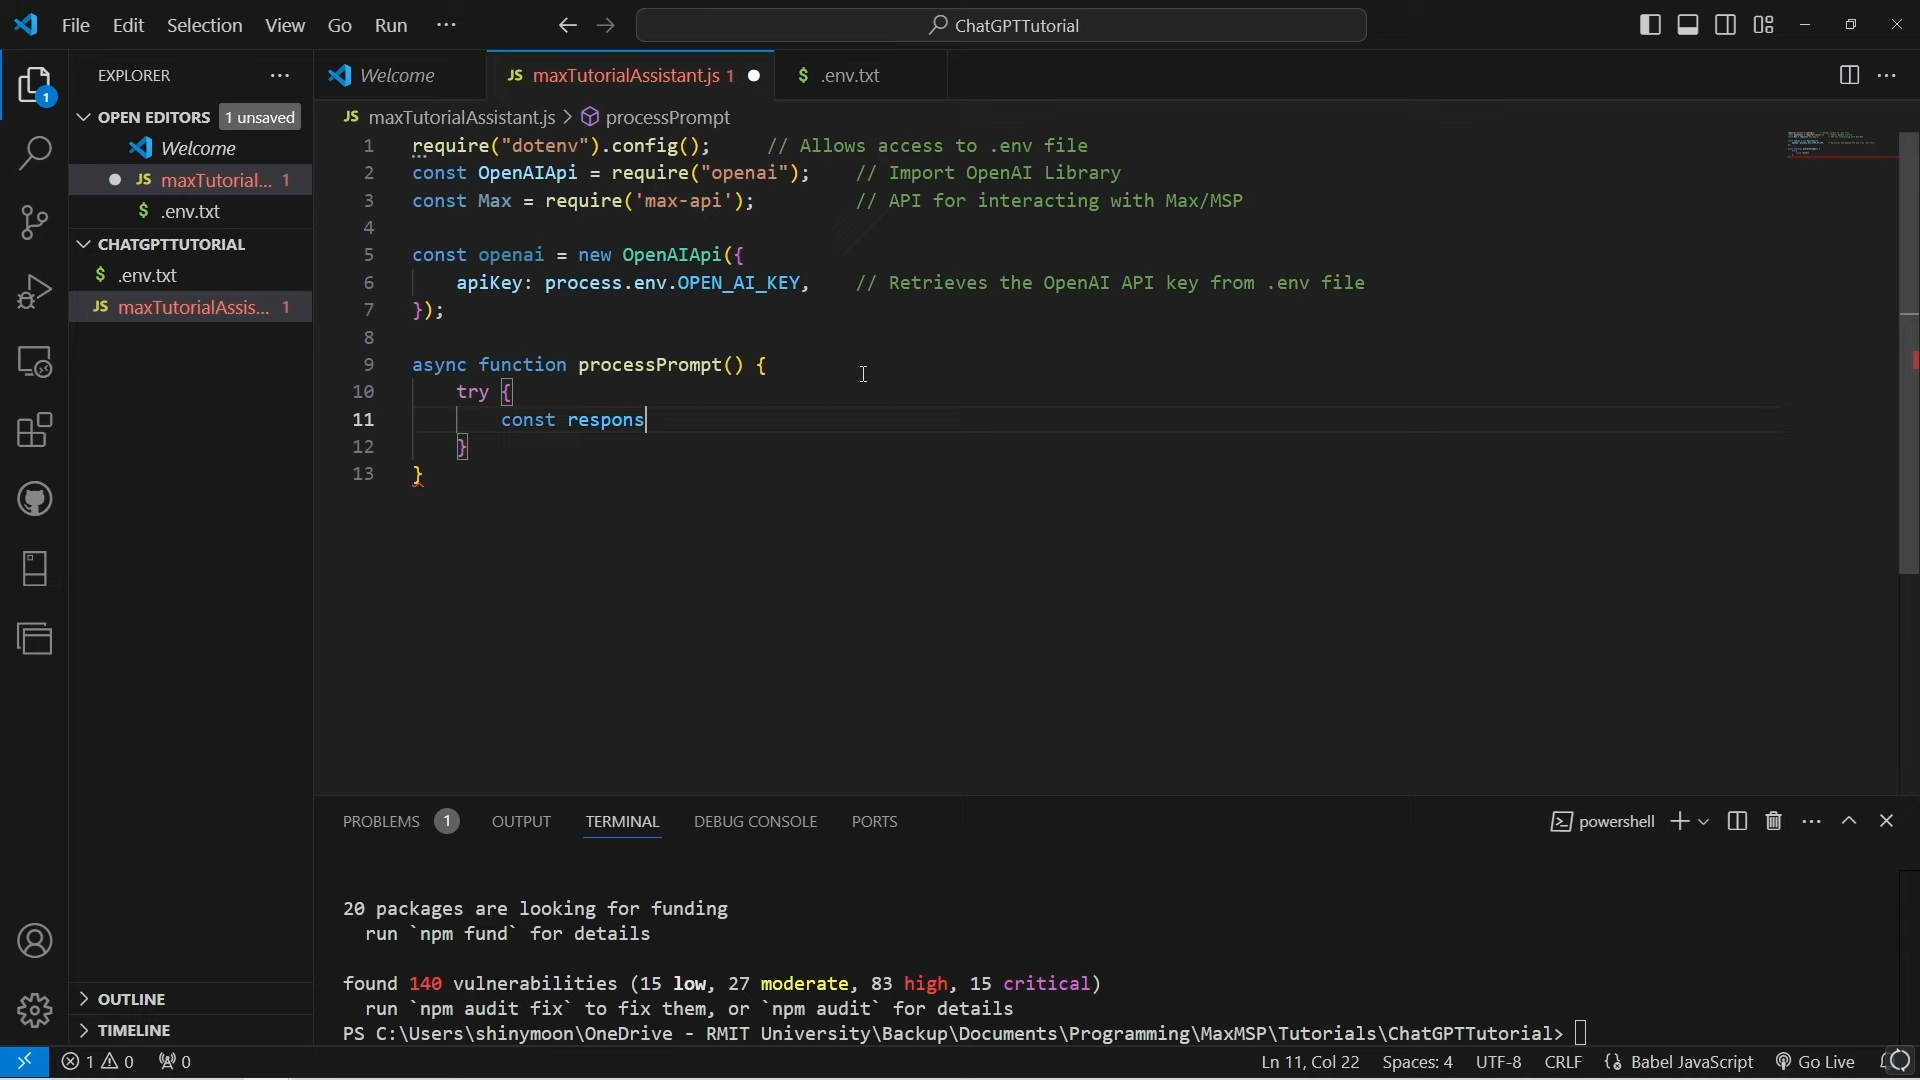 File Edit Selection View Go Run ··· ChatGPTTutorial
EXPLORER ···
OPEN EDITORS 1 unsaved
Welcome
JS maxTutorial... 1
$ .env.txt
CHATGPTTUTORIAL
$ .env.txt
JS maxTutorialAssis... 1
OUTLINE
TIMELINE
1
Welcome JS maxTutorialAssistant.js 1 $ .env.txt
JS maxTutorialAssistant.js > processPrompt
1 require("dotenv").config(); // Allows access to .env file
2 const OpenAIApi = require("openai"); // Import OpenAI Library
3 const Max = require('max-api'); // API for interacting with Max/MSP
4
5 const openai = new OpenAIApi({
6 apiKey: process.env.OPEN_AI_KEY, // Retrieves the OpenAI API key from .env file
7 });
8
9 async function processPrompt() {
10 try {
11 const respons
12 }
13 }
PROBLEMS 1 OUTPUT TERMINAL DEBUG CONSOLE PORTS powershell
20 packages are looking for funding
run `npm fund` for details
found 140 vulnerabilities (15 low, 27 moderate, 83 high, 15 critical)
run `npm audit fix` to fix them, or `npm audit` for details
PS C:\Users\shinymoon\OneDrive - RMIT University\Backup\Documents\Programming\MaxMSP\Tutorials\ChatGPTTutorial>
1 0 0 Ln 11, Col 22 Spaces: 4 UTF-8 CRLF Babel JavaScript Go Live